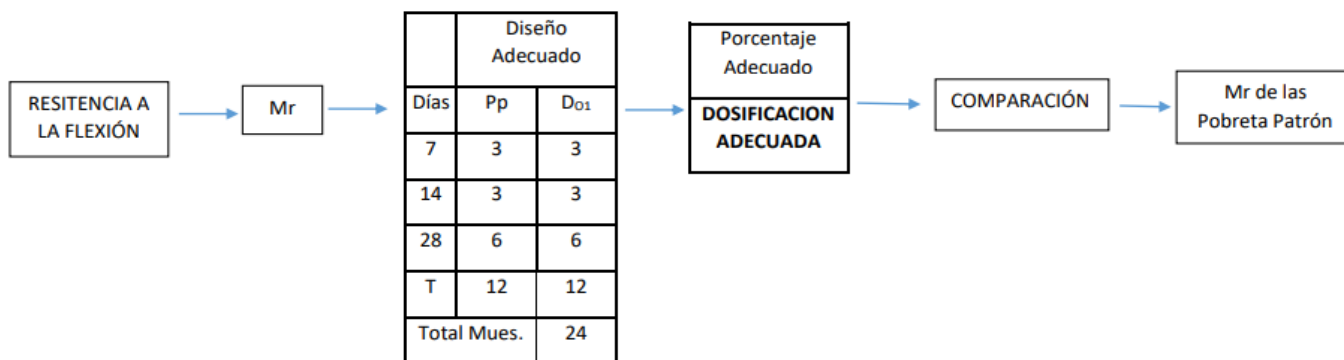 RESITENCIA A
LA FLEXIÓN
Mr
Diseño
Adecuado
Días Pp D₀₁
7 3 3
14 3 3
28 6 6
T 12 12
Total Mues. 24
Porcentaje
Adecuado
DOSIFICACION
ADECUADA
COMPARACIÓN
Mr de las
Pobreta Patrón